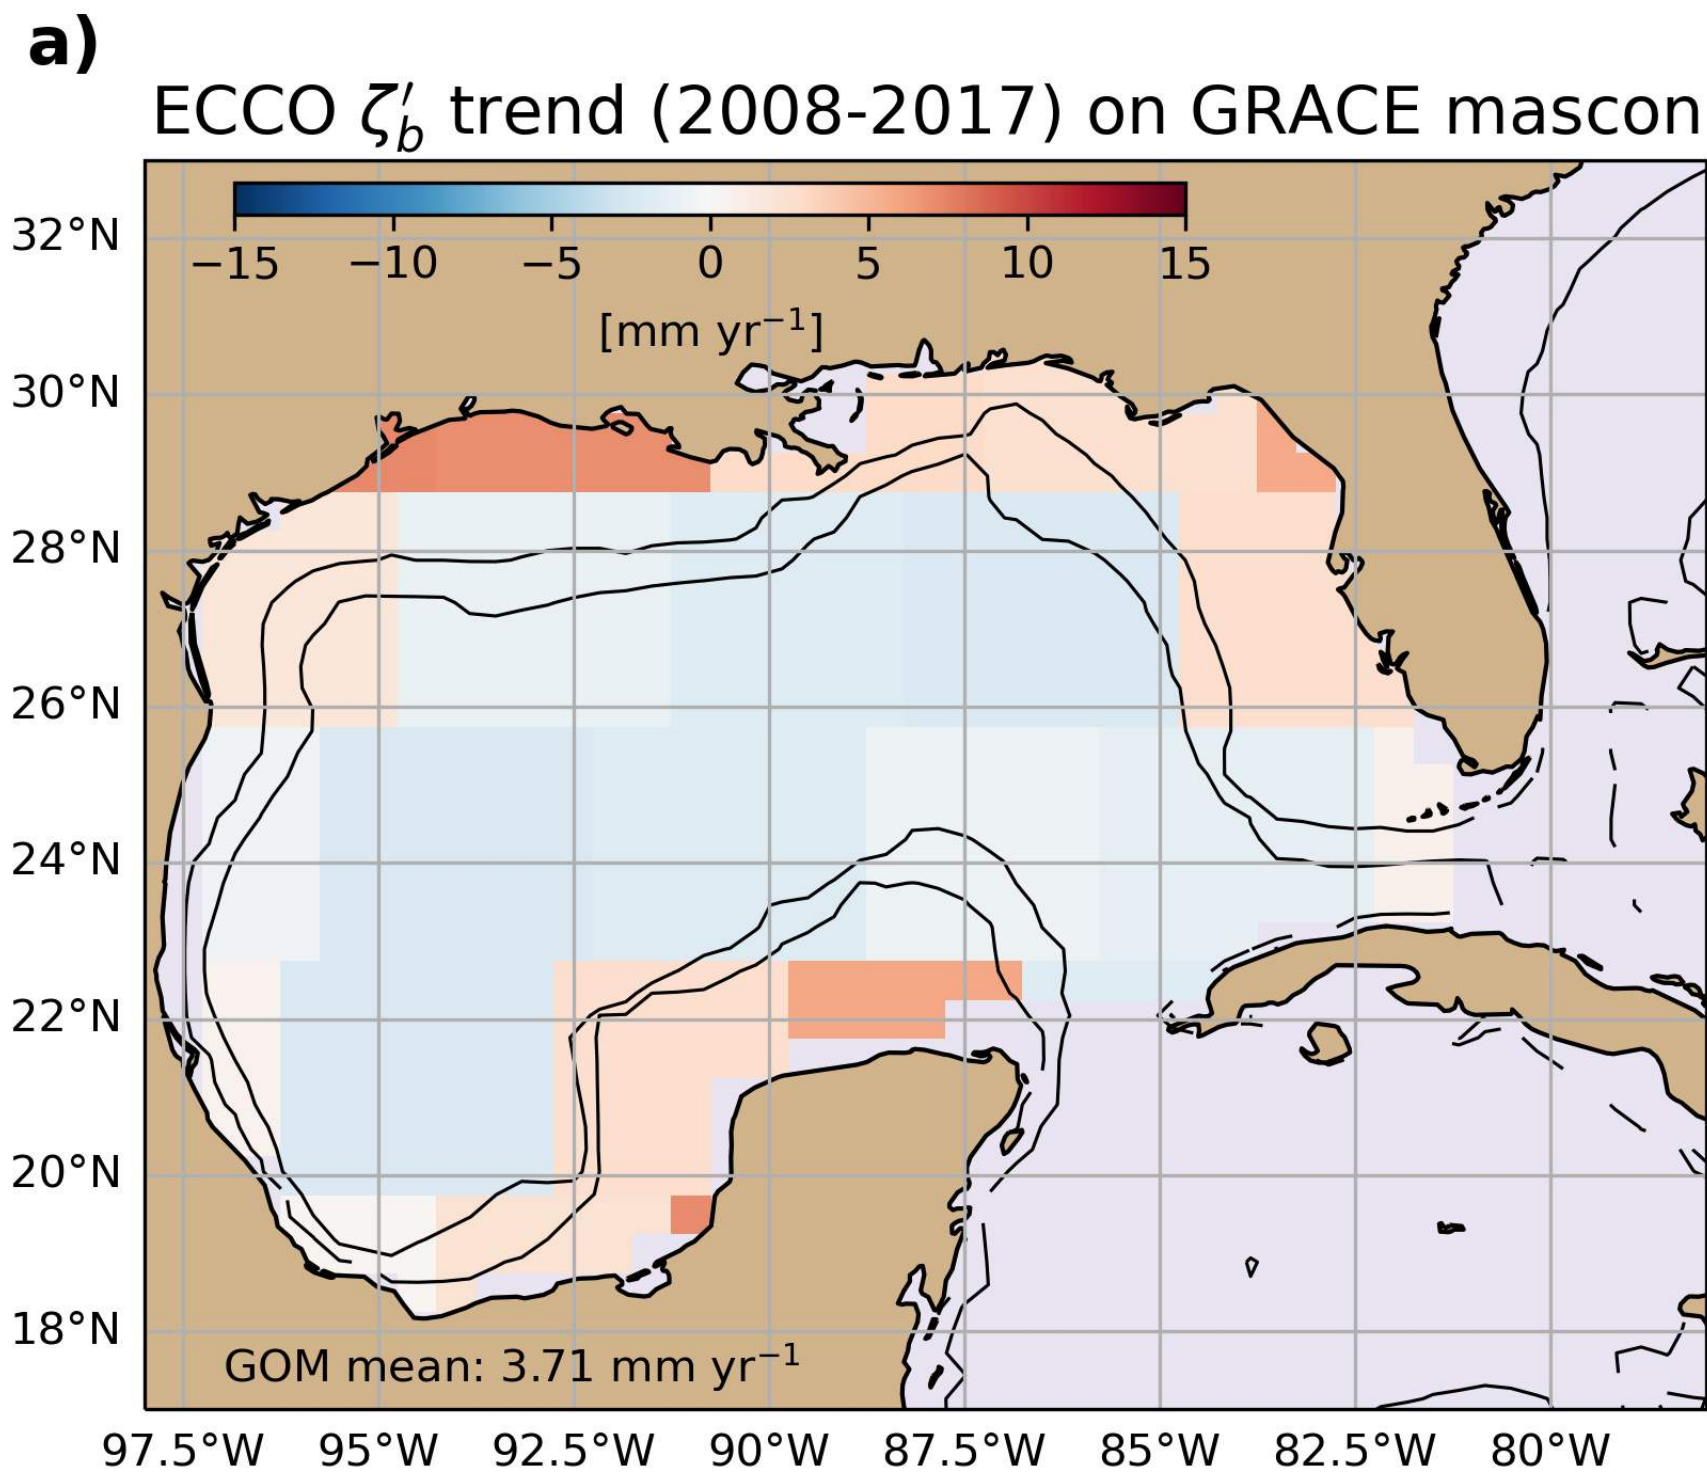 a)
ECCO ζ′b trend (2008-2017) on GRACE mascon
−15 −10 −5 0 5 10 15
[mm yr−1]
32°N
30°N
28°N
26°N
24°N
22°N
20°N
18°N
GOM mean: 3.71 mm yr−1
97.5°W 95°W 92.5°W 90°W 87.5°W 85°W 82.5°W 80°W